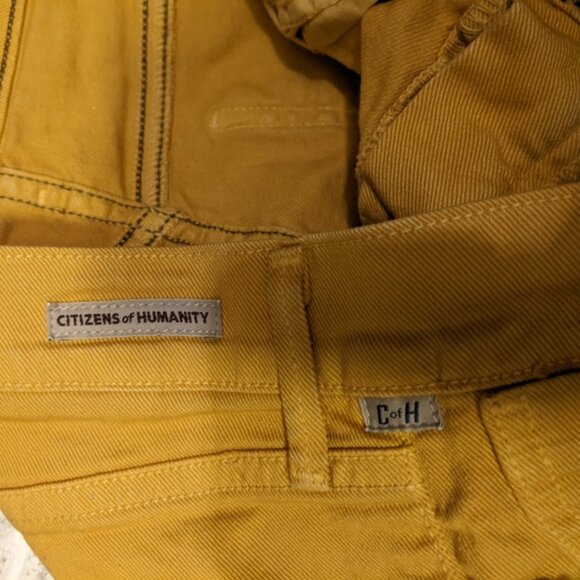 CITIZENS of HUMANITY
C of H